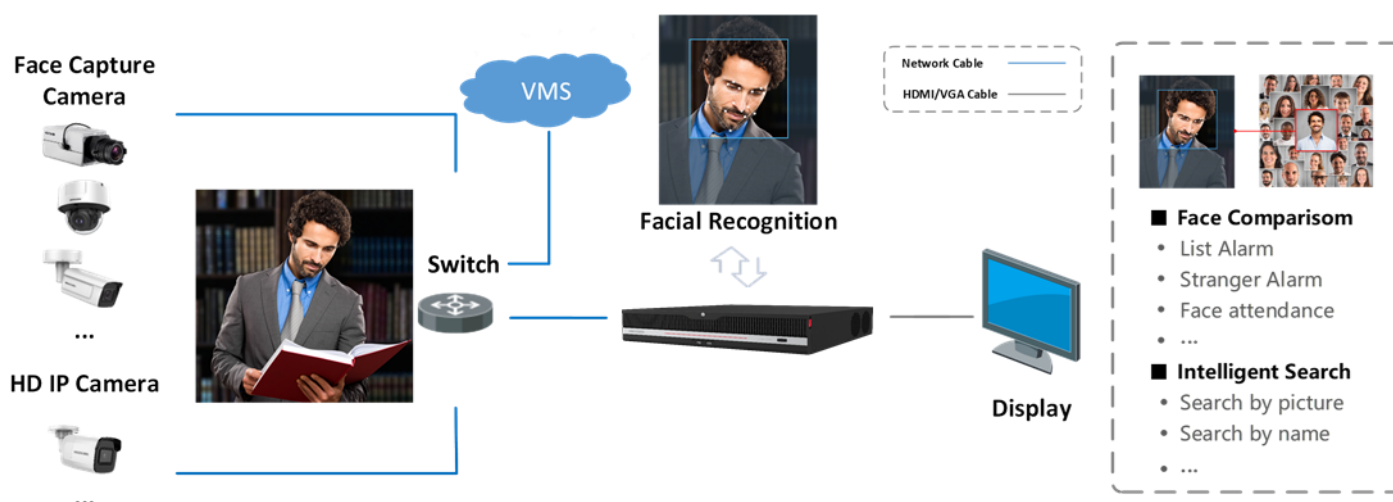 Face Capture
Camera
...
HD IP Camera
...
VMS
Switch
Facial Recognition
Network Cable
HDMI/VGA Cable
Display
■ Face Comparisom
• List Alarm
• Stranger Alarm
• Face attendance
• ...
■ Intelligent Search
• Search by picture
• Search by name
• ...